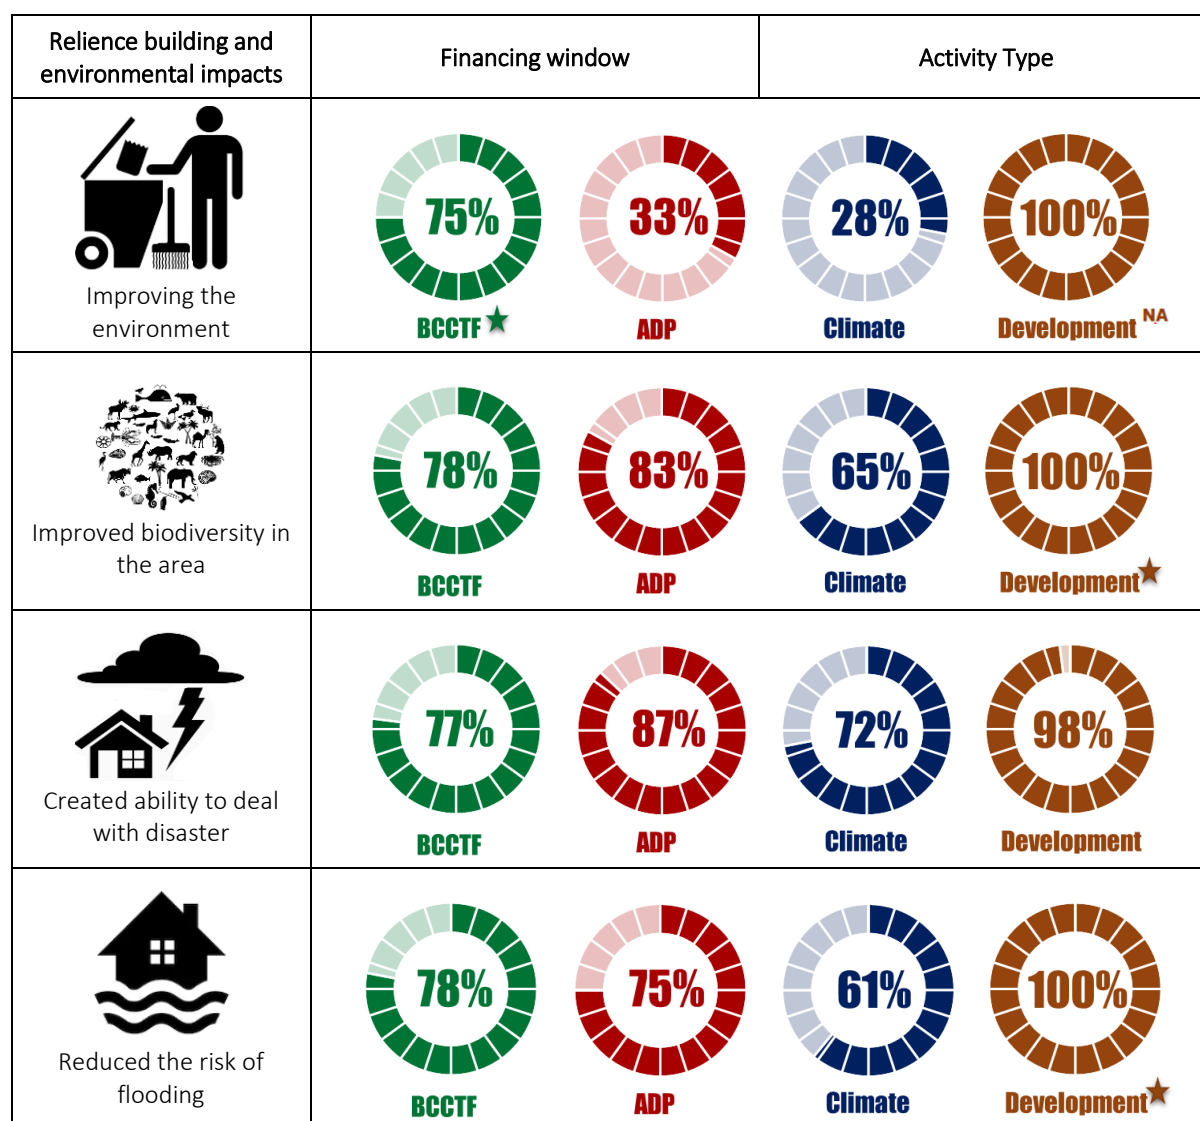 Relience building and
environmental impacts
Financing window
Activity Type
Improving the
environment
75%
BCCTF
33%
ADP
28%
Climate
100%
Development NA
Improved biodiversity in
the area
78%
BCCTF
83%
ADP
65%
Climate
100%
Development
Created ability to deal
with disaster
77%
BCCTF
87%
ADP
72%
Climate
98%
Development
Reduced the risk of
flooding
78%
BCCTF
75%
ADP
61%
Climate
100%
Development